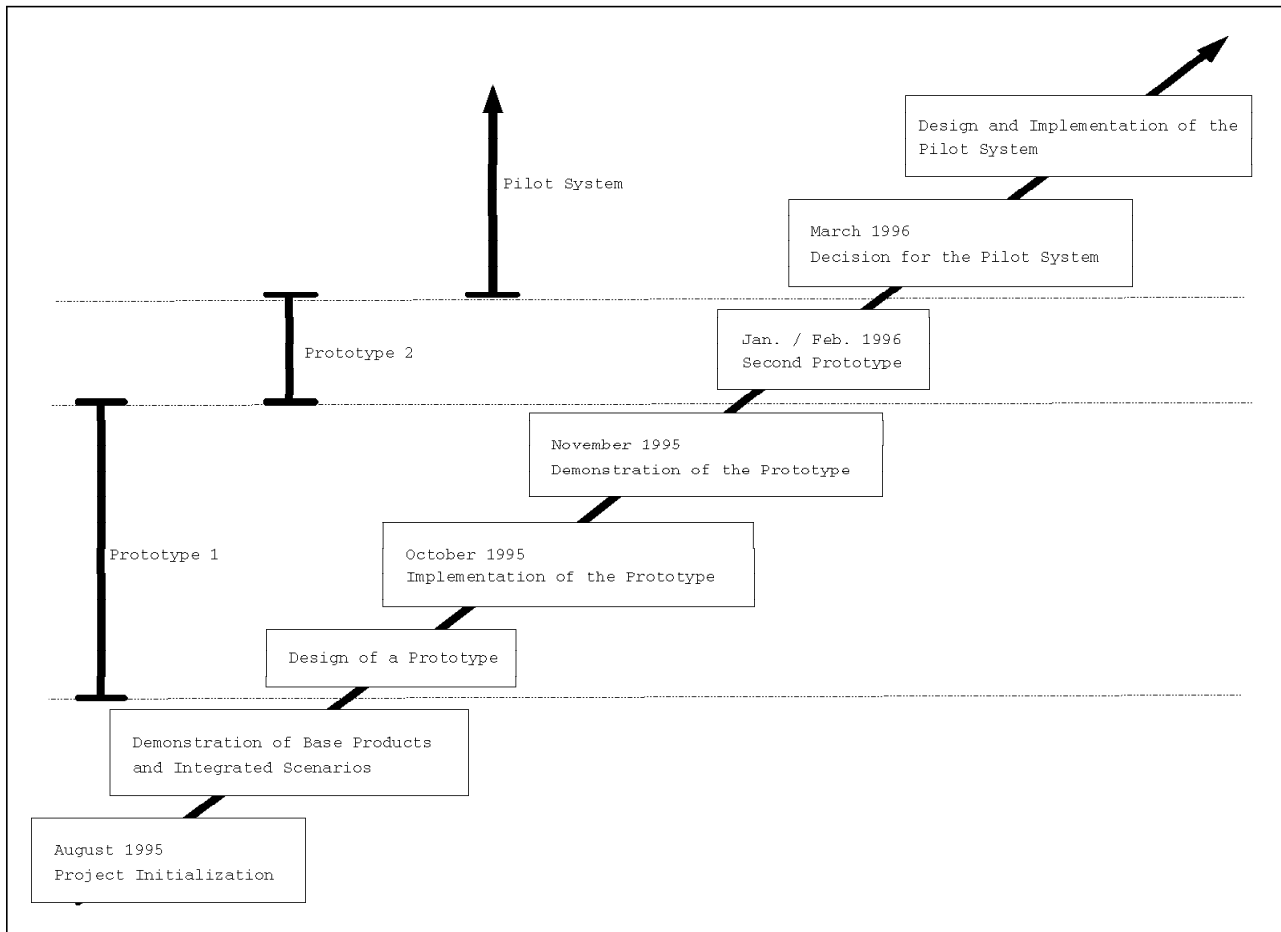 Design and Implementation of the
Pilot System
Pilot System
March 1996
Decision for the Pilot System
Jan. / Feb. 1996
Second Prototype
Prototype 2
November 1995
Demonstration of the Prototype
October 1995
Implementation of the Prototype
Prototype 1
Design of a Prototype
Demonstration of Base Products
and Integrated Scenarios
August 1995
Project Initialization